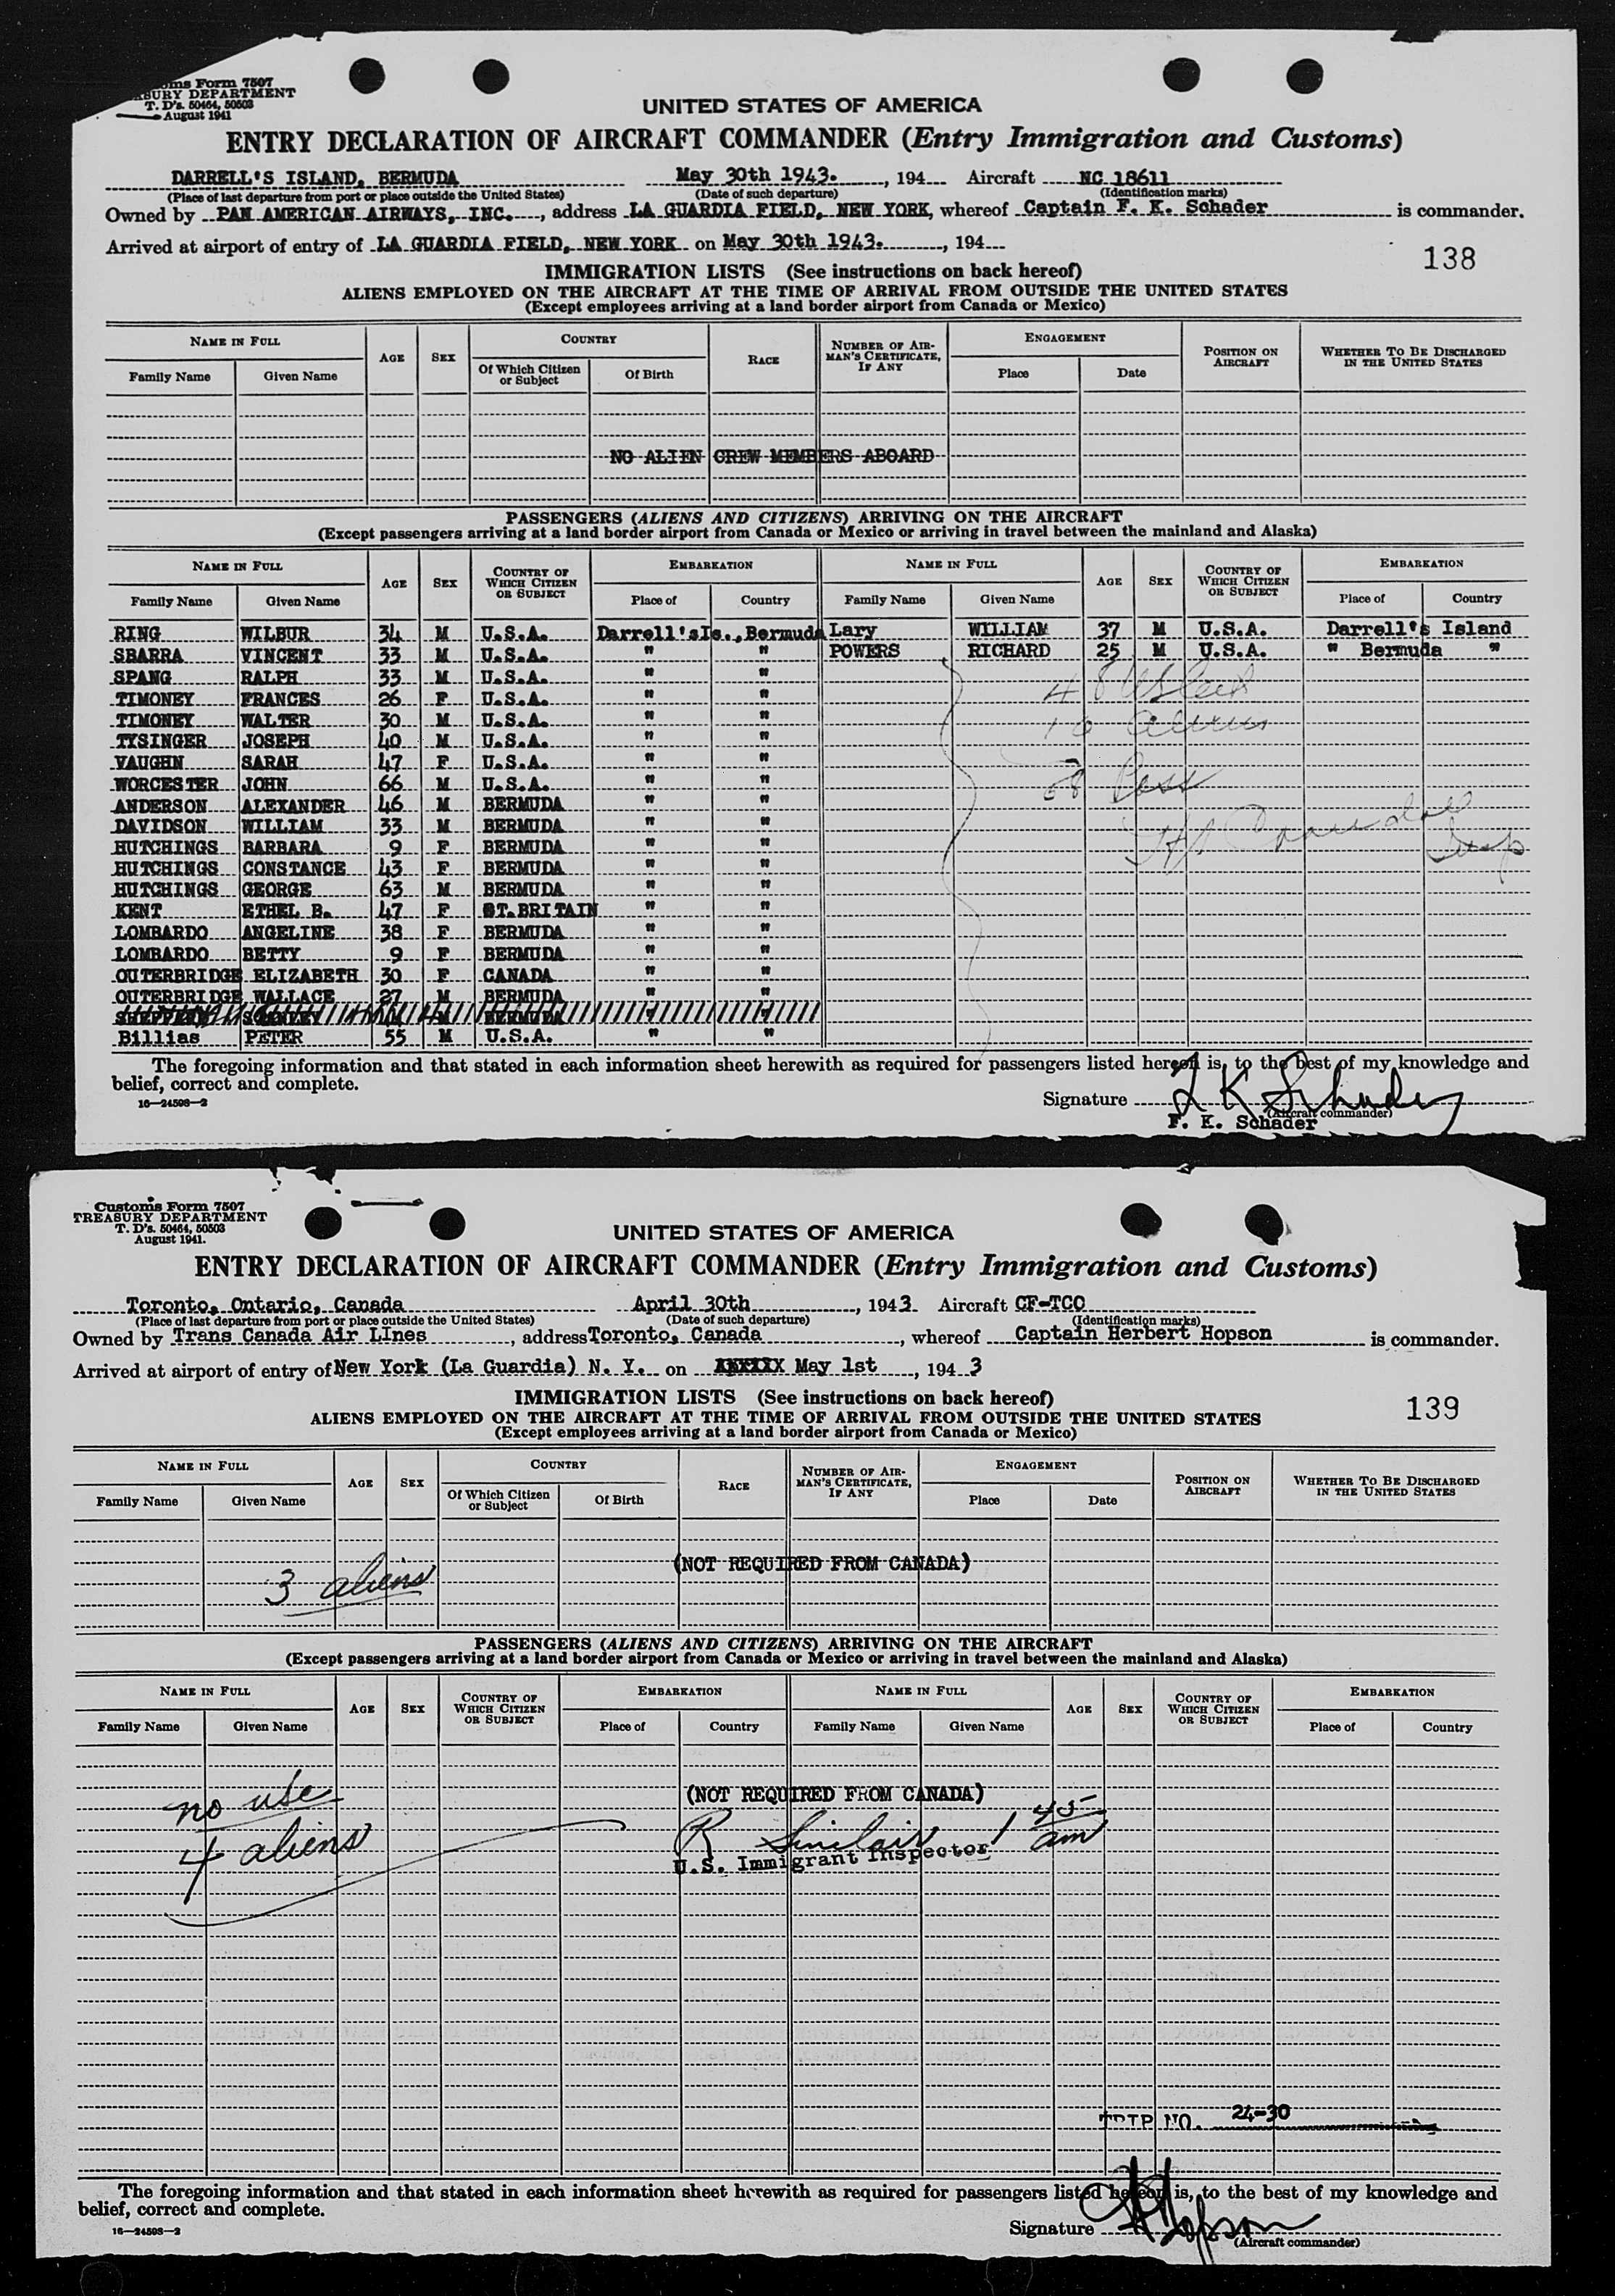 Customs Form 7507
TREASURY DEPARTMENT
T. D's. 50464, 50503
August 1941
UNITED STATES OF AMERICA
ENTRY DECLARATION OF AIRCRAFT COMMANDER (Entry Immigration and Customs)
DARRELL'S ISLAND, BERMUDA May 30th 1943. , 194 Aircraft NC 18611
(Place of last departure from port or place outside the United States) (Date of such departure) (Identification marks)
Owned by PAN AMERICAN AIRWAYS, INC. , address LA GUARDIA FIELD, NEW YORK, whereof Captain F. K. Schader is commander.
Arrived at airport of entry of LA GUARDIA FIELD, NEW YORK on May 30th 1943. , 194
138
IMMIGRATION LISTS (See instructions on back hereof)
ALIENS EMPLOYED ON THE AIRCRAFT AT THE TIME OF ARRIVAL FROM OUTSIDE THE UNITED STATES
(Except employees arriving at a land border airport from Canada or Mexico)
NAME IN FULL AGE SEX COUNTRY RACE NUMBER OF AIRMAN'S CERTIFICATE, IF ANY ENGAGEMENT POSITION ON AIRCRAFT WHETHER TO BE DISCHARGED IN THE UNITED STATES
Family Name Given Name Of Which Citizen or Subject Of Birth Place Date
NO ALIEN CREW MEMBERS ABOARD
PASSENGERS (ALIENS AND CITIZENS) ARRIVING ON THE AIRCRAFT
(Except passengers arriving at a land border airport from Canada or Mexico or arriving in travel between the mainland and Alaska)
NAME IN FULL AGE SEX COUNTRY OF WHICH CITIZEN OR SUBJECT EMBARKATION NAME IN FULL AGE SEX COUNTRY OF WHICH CITIZEN OR SUBJECT EMBARKATION
Family Name Given Name Place of Country Family Name Given Name Place of Country
RING WILBUR 34 M U.S.A. Darrell's Is., Bermuda Lary WILLIAM 37 M U.S.A. Darrell's Island
SBARRA VINCENT 33 M U.S.A. " " POWERS RICHARD 25 M U.S.A. " Bermuda "
SPANG RALPH 33 M U.S.A. " "
TIMONEY FRANCES 26 F U.S.A. " "
TIMONEY WALTER 30 M U.S.A. " "
TYSINGER JOSEPH 40 M U.S.A. " "
VAUGHN SARAH 47 F U.S.A. " "
WORCESTER JOHN 66 M U.S.A. " "
ANDERSON ALEXANDER 46 M BERMUDA " "
DAVIDSON WILLIAM 33 M BERMUDA " "
HUTCHINGS BARBARA 9 F BERMUDA " "
HUTCHINGS CONSTANCE 43 F BERMUDA " "
HUTCHINGS GEORGE 63 M BERMUDA " "
KENT ETHEL B. 47 F GT.BRITAIN " "
LOMBARDO ANGELINE 38 F BERMUDA " "
LOMBARDO BETTY 9 F BERMUDA " "
OUTERBRIDGE ELIZABETH 30 F CANADA " "
OUTERBRIDGE WALLACE 27 M BERMUDA " "
BERMUDA " "
Billias PETER 55 M U.S.A. " "
48
10 aliens
58 Pass
The foregoing information and that stated in each information sheet herewith as required for passengers listed hereon is, to the best of my knowledge and
belief, correct and complete.
16—24598—2
Signature F K Schader
(Aircraft commander)
F. K. Schader
Customs Form 7507
TREASURY DEPARTMENT
T. D's. 50464, 50503
August 1941.
UNITED STATES OF AMERICA
ENTRY DECLARATION OF AIRCRAFT COMMANDER (Entry Immigration and Customs)
Toronto, Ontario, Canada April 30th , 1943 Aircraft CF-TCO
(Place of last departure from port or place outside the United States) (Date of such departure) (Identification marks)
Owned by Trans Canada Air LInes , address Toronto, Canada , whereof Captain Herbert Hopson is commander.
Arrived at airport of entry of New York (La Guardia) N. Y. on May 1st , 194 3
139
IMMIGRATION LISTS (See instructions on back hereof)
ALIENS EMPLOYED ON THE AIRCRAFT AT THE TIME OF ARRIVAL FROM OUTSIDE THE UNITED STATES
(Except employees arriving at a land border airport from Canada or Mexico)
NAME IN FULL AGE SEX COUNTRY RACE NUMBER OF AIRMAN'S CERTIFICATE, IF ANY ENGAGEMENT POSITION ON AIRCRAFT WHETHER TO BE DISCHARGED IN THE UNITED STATES
Family Name Given Name Of Which Citizen or Subject Of Birth Place Date
(NOT REQUIRED FROM CANADA)
3 aliens
PASSENGERS (ALIENS AND CITIZENS) ARRIVING ON THE AIRCRAFT
(Except passengers arriving at a land border airport from Canada or Mexico or arriving in travel between the mainland and Alaska)
NAME IN FULL AGE SEX COUNTRY OF WHICH CITIZEN OR SUBJECT EMBARKATION NAME IN FULL AGE SEX COUNTRY OF WHICH CITIZEN OR SUBJECT EMBARKATION
Family Name Given Name Place of Country Family Name Given Name Place of Country
(NOT REQUIRED FROM CANADA)
no usc
4 aliens
R Sinclair 1 45 am
U.S. Immigrant Inspector
TRIP NO. 24-30
The foregoing information and that stated in each information sheet herewith as required for passengers listed hereon is, to the best of my knowledge and
belief, correct and complete.
16—24598—2
Signature H Hopson
(Aircraft commander)